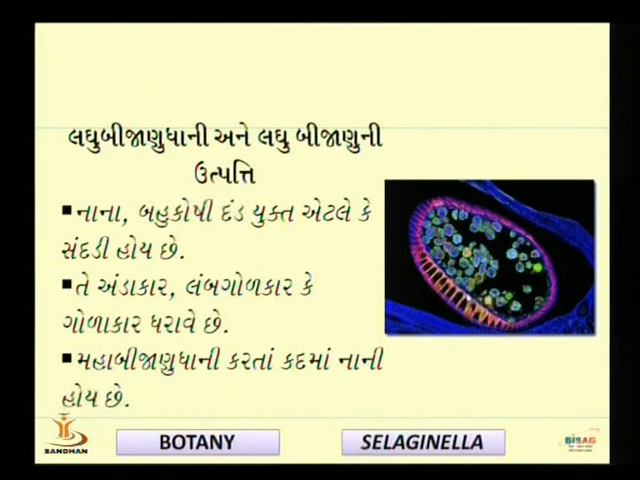 લઘુબીજાણુધાની અને લઘુ બીજાણુની
ઉત્પત્તિ
▪નાના, બહુકોષી દંડ યુક્ત એટલે કે
સંદડી હોય છે.
▪તે અંડાકાર, લંબગોળકાર કે
ગોળાકાર ધરાવે છે.
▪મહાબીજાણુધાની કરતાં કદમાં નાની
હોય છે.
SANDHAN
BOTANY
SELAGINELLA
BISAG